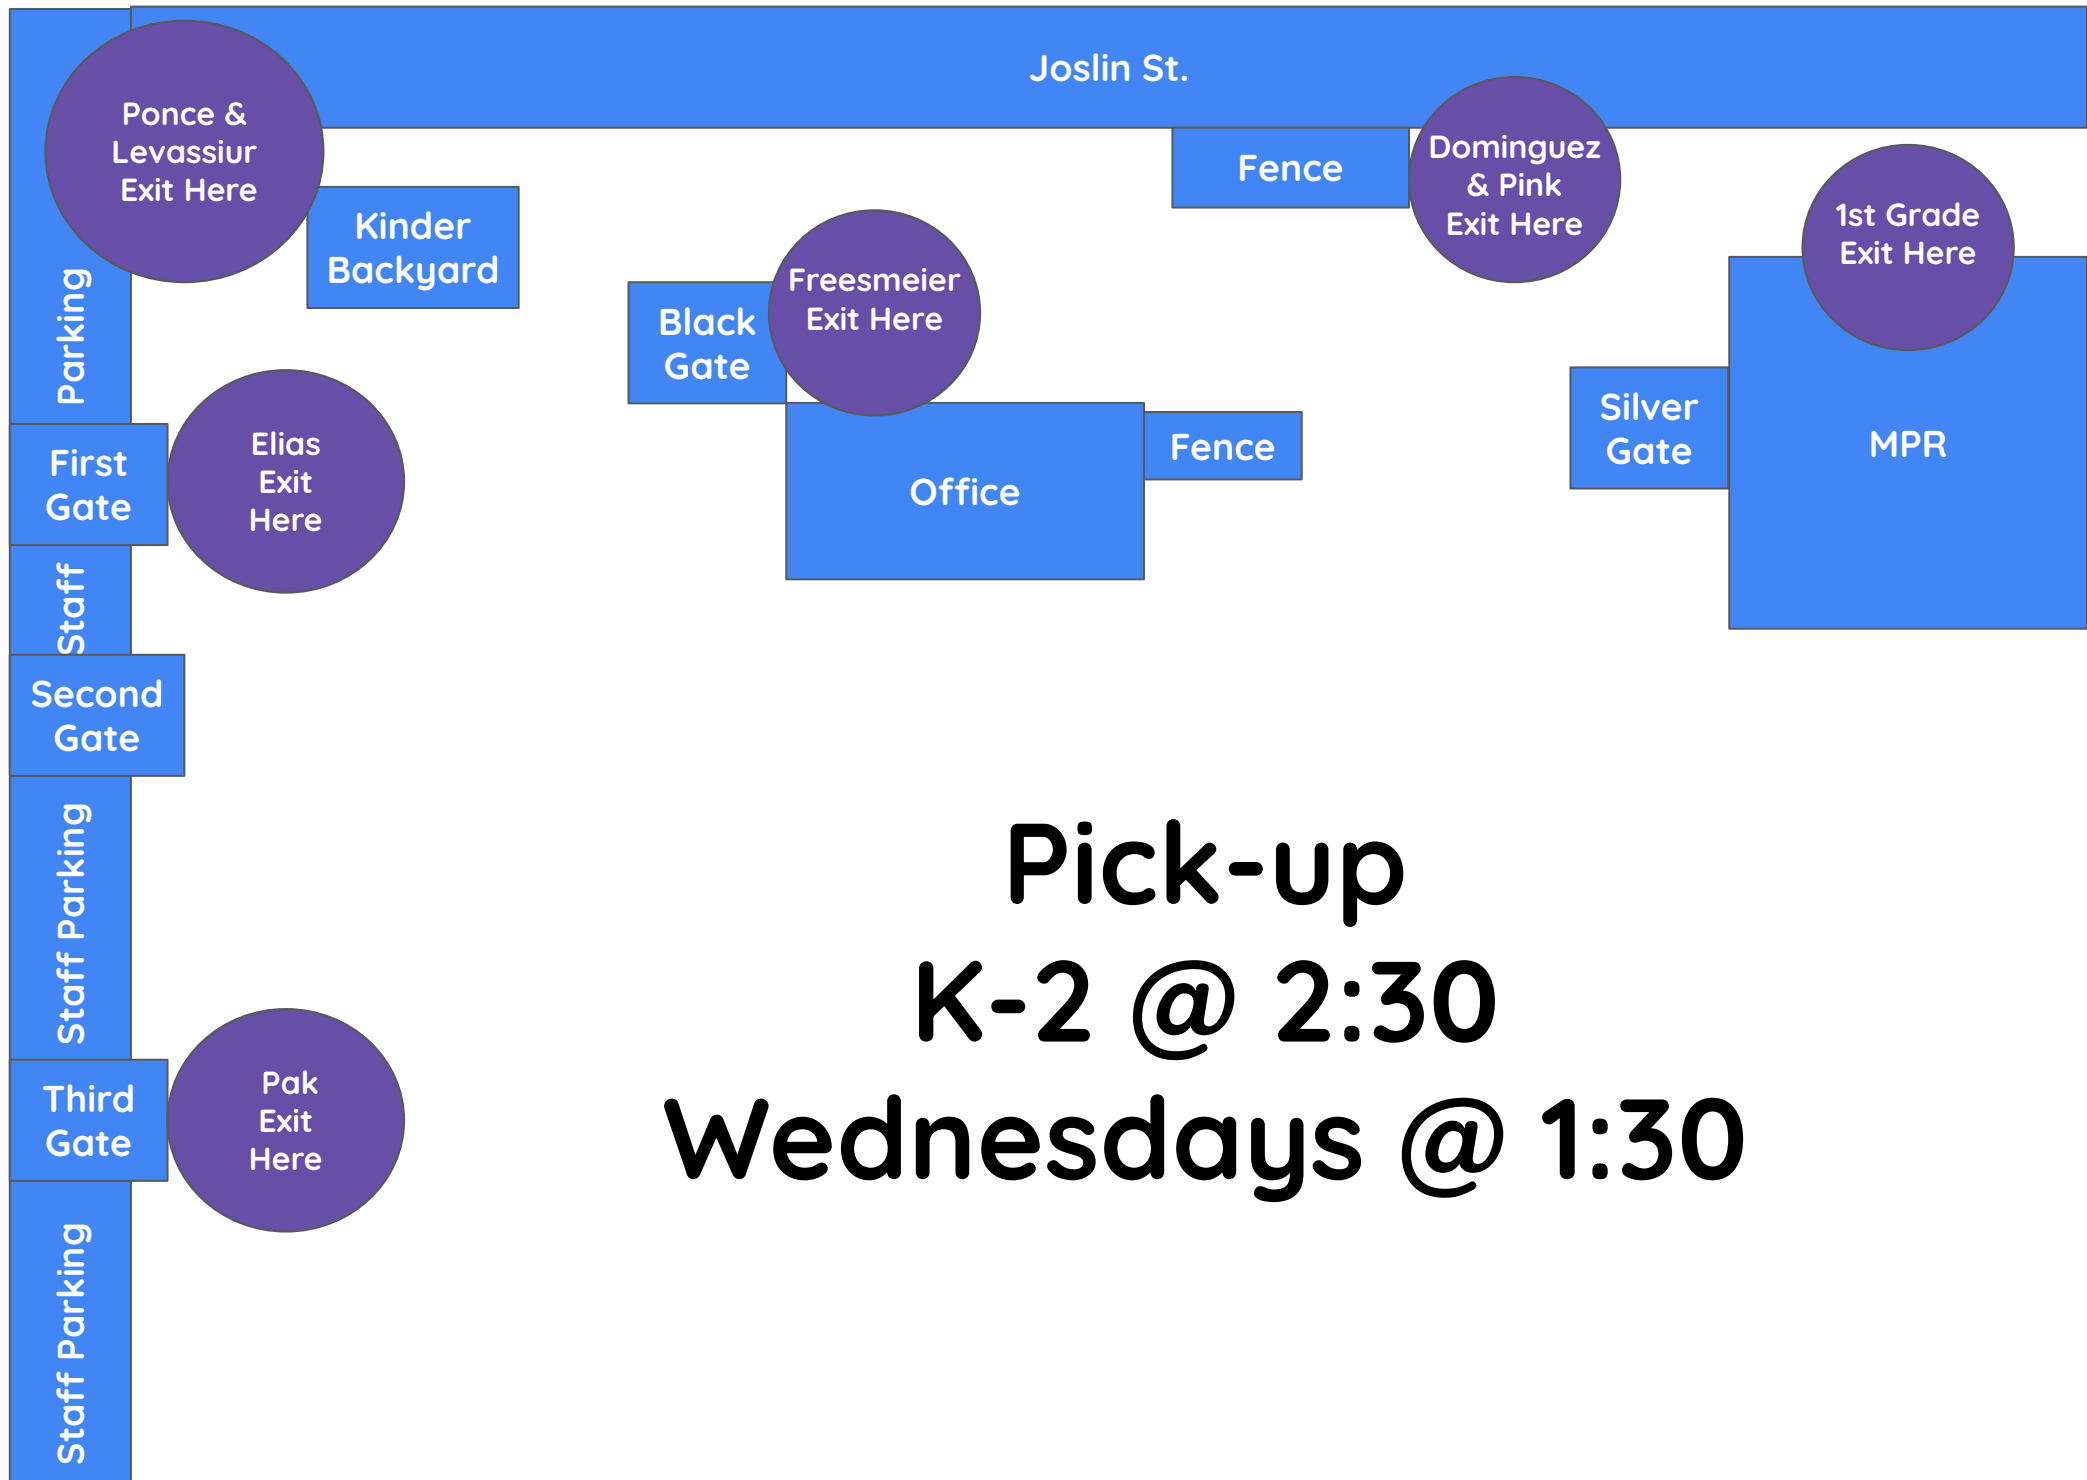 Joslin St.
Ponce &
Levassiur
Exit Here
Kinder
Backyard
Fence
Dominguez
& Pink
Exit Here
1st Grade
Exit Here
Black
Gate
Freesmeier
Exit Here
Office
Fence
Silver
Gate
MPR
Parking
First
Gate
Elias
Exit
Here
Staff
Second
Gate
Staff Parking
Third
Gate
Pak
Exit
Here
Staff Parking
Pick-up
K-2 @ 2:30
Wednesdays @ 1:30